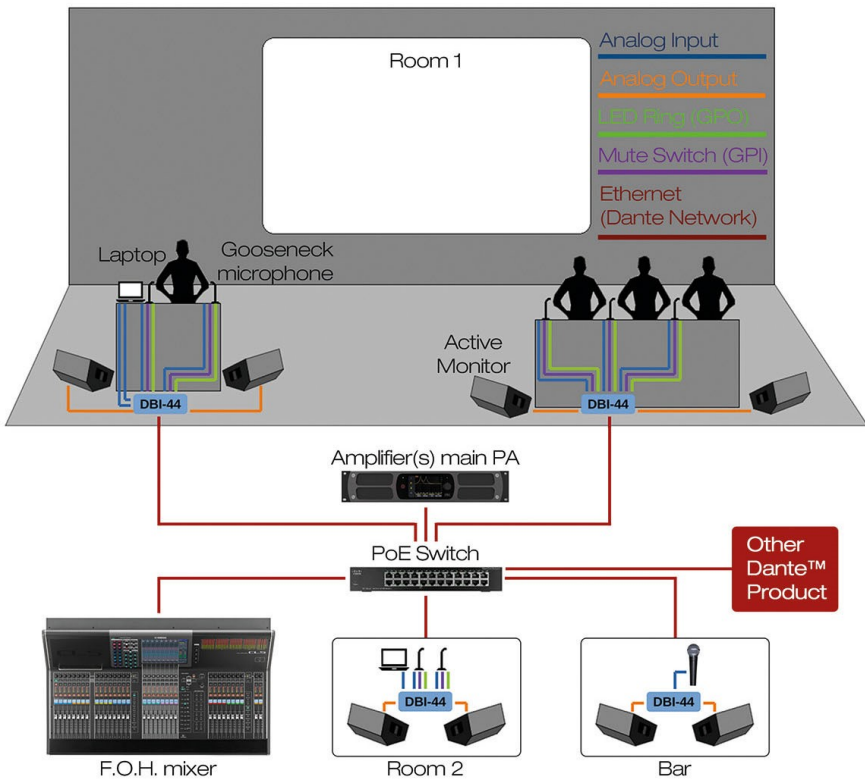 Room 1
Analog Input
Analog Output
LED Ring (GPO)
Mute Switch (GPI)
Ethernet
(Dante Network)
Laptop
Gooseneck
microphone
Active
Monitor
DBI-44
DBI-44
Amplifier(s) main PA
PoE Switch
Other
Dante™
Product
DBI-44
DBI-44
F.O.H. mixer
Room 2
Bar